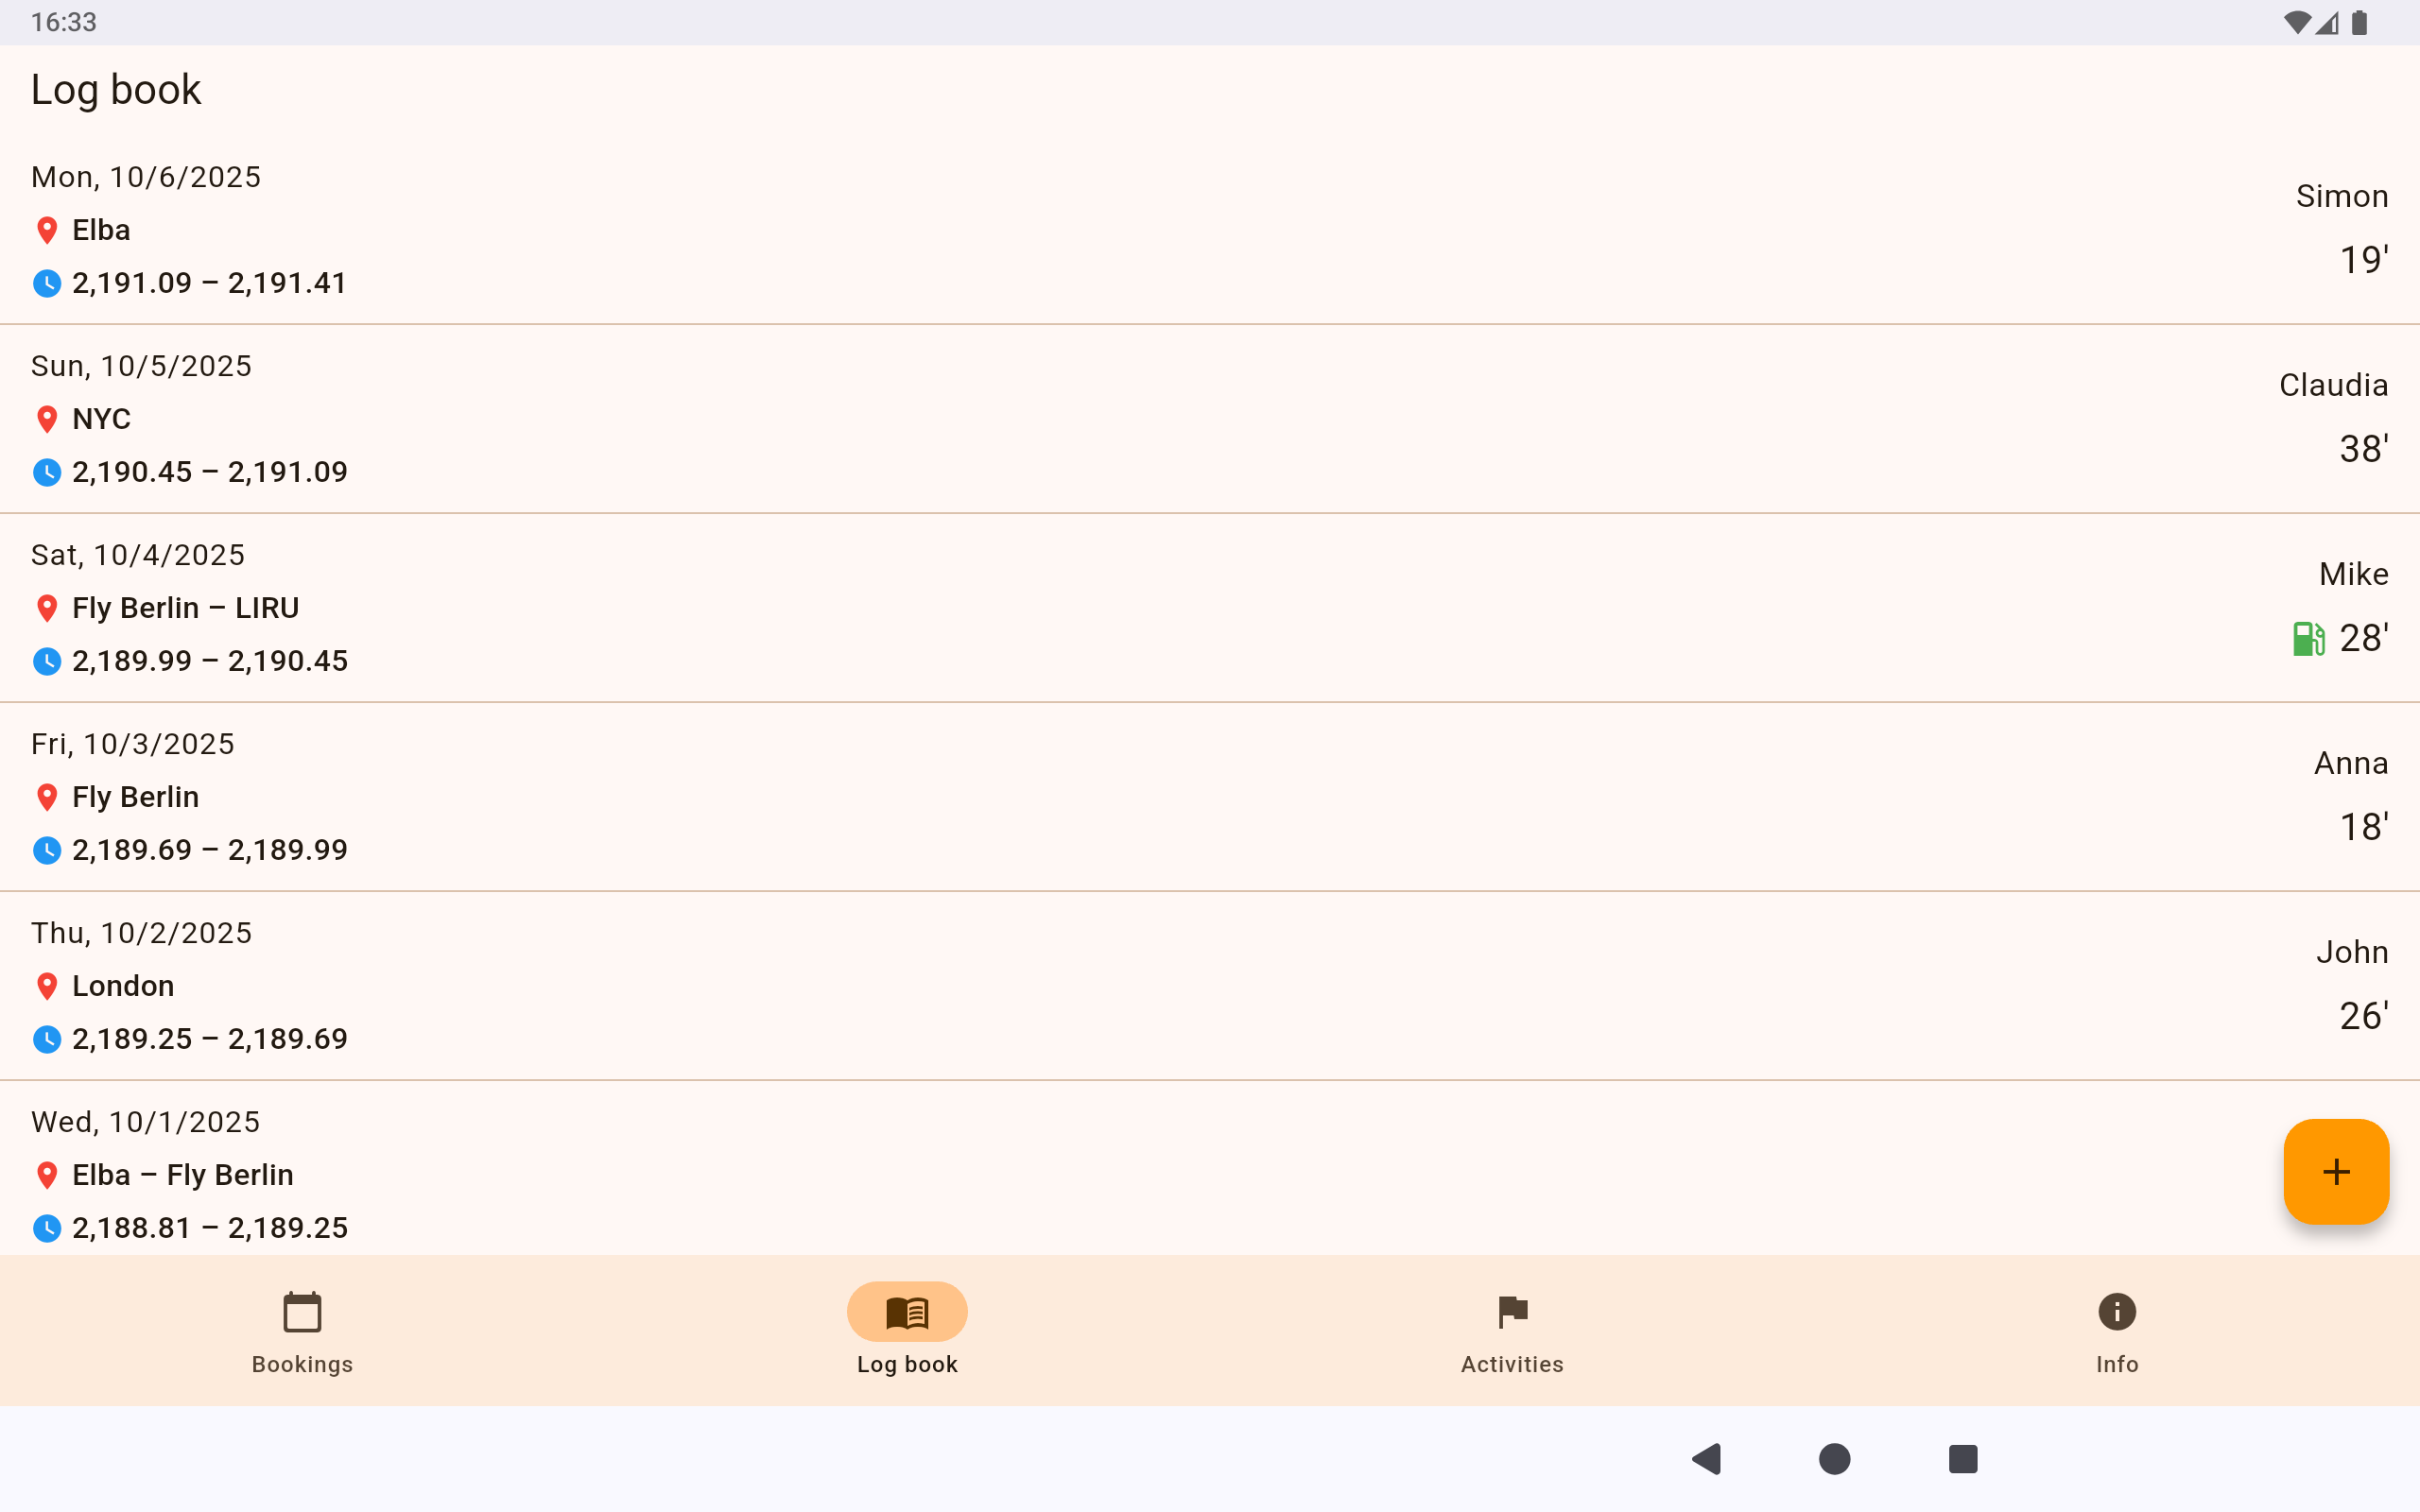 16:33
Log book
Mon, 10/6/2025
Simon
Elba
19'
2,191.09 – 2,191.41
Sun, 10/5/2025
Claudia
NYC
38'
2,190.45 – 2,191.09
Sat, 10/4/2025
Mike
Fly Berlin – LIRU
28'
2,189.99 – 2,190.45
Fri, 10/3/2025
Anna
Fly Berlin
18'
2,189.69 – 2,189.99
Thu, 10/2/2025
John
London
26'
2,189.25 – 2,189.69
Wed, 10/1/2025
Elba – Fly Berlin
2,188.81 – 2,189.25
Bookings
Log book
Activities
Info